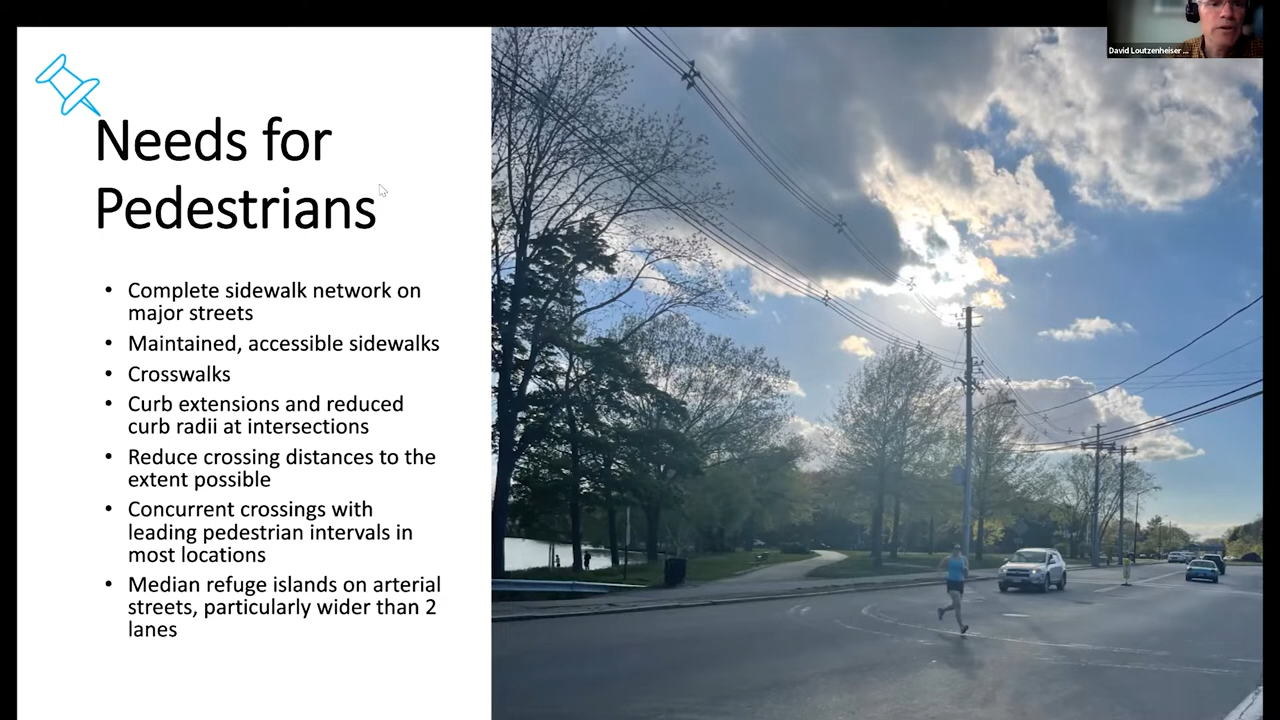 David Loutzenheiser ...
Needs for
Pedestrians
• Complete sidewalk network on
major streets
• Maintained, accessible sidewalks
• Crosswalks
• Curb extensions and reduced
curb radii at intersections
• Reduce crossing distances to the
extent possible
• Concurrent crossings with
leading pedestrian intervals in
most locations
• Median refuge islands on arterial
streets, particularly wider than 2
lanes